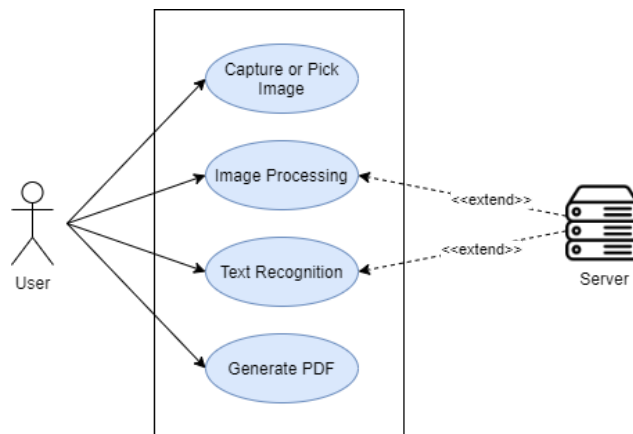 Capture or Pick
Image
Image Processing
<<extend>>
<<extend>>
User
Text Recognition
Server
Generate PDF